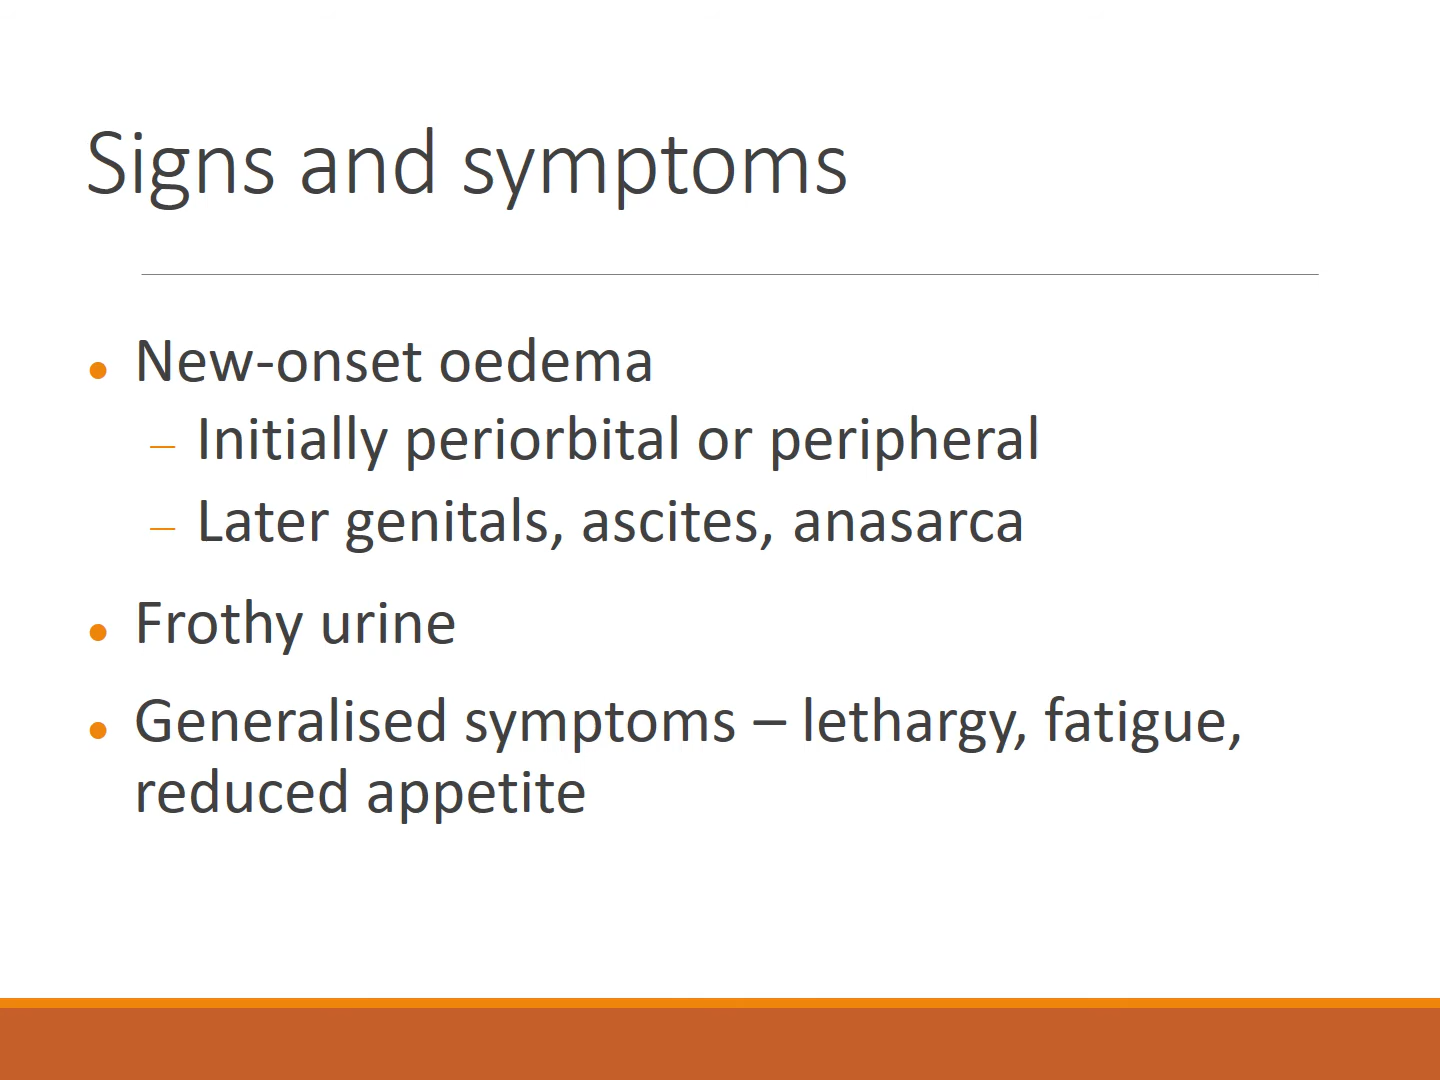 Signs and symptoms
• New-onset oedema
– Initially periorbital or peripheral
– Later genitals, ascites, anasarca
• Frothy urine
• Generalised symptoms – lethargy, fatigue,
reduced appetite